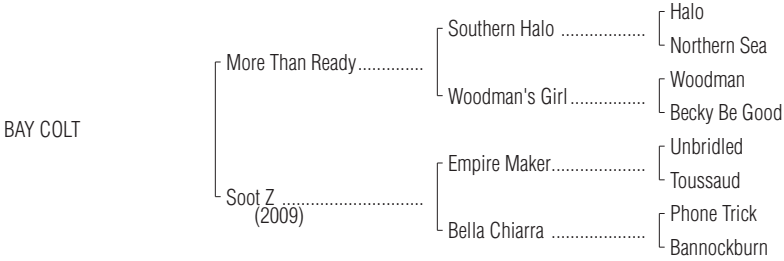 Halo
Southern Halo ..................
Northern Sea
More Than Ready..............
Woodman
Woodman's Girl................
Becky Be Good
BAY COLT
Unbridled
Empire Maker....................
Toussaud
Soot Z ..............................
(2009)
Phone Trick
Bella Chiarra ....................
Bannockburn